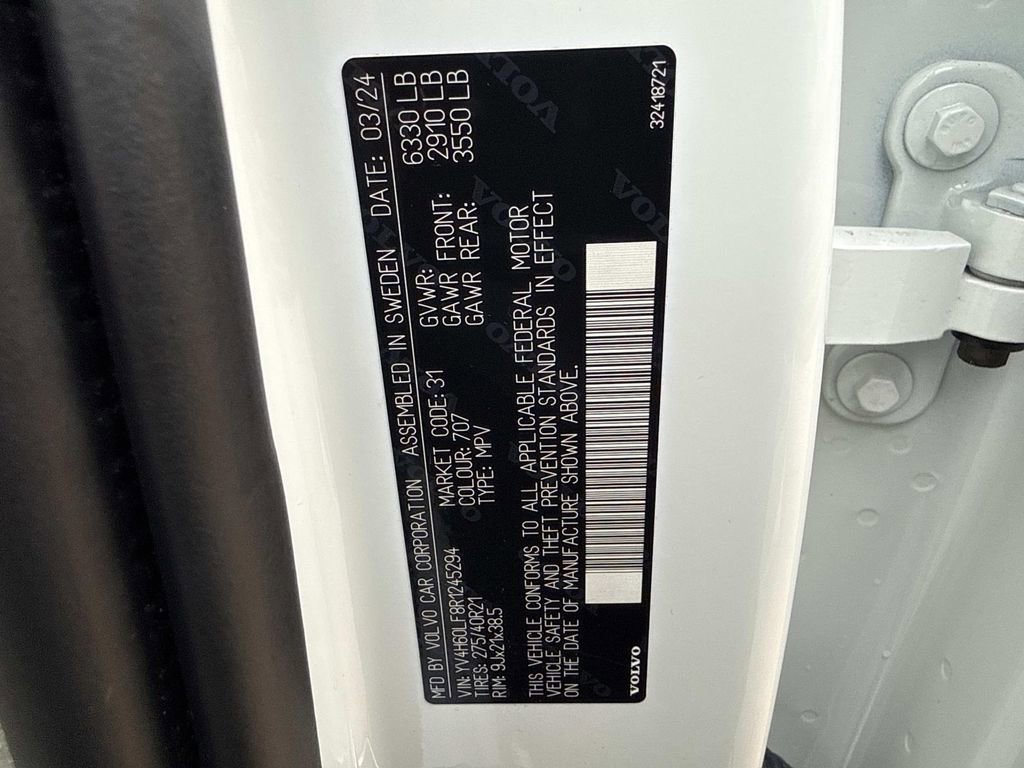 MFD BY VOLVO CAR CORPORATION ASSEMBLED IN SWEDEN DATE: 03/24
VIN: YV4H60LF8R1245294 MARKET CODE: 31 GVWR: 6330 LB
TIRES: 275/40R21 COLOUR: 707 GAWR FRONT: 2910 LB
RIM: 9Jx21x38.5 TYPE: MPV GAWR REAR: 3550 LB
THIS VEHICLE CONFORMS TO ALL APPLICABLE FEDERAL MOTOR
VEHICLE SAFETY AND THEFT PREVENTION STANDARDS IN EFFECT
ON THE DATE OF MANUFACTURE SHOWN ABOVE.
VOLVO 32418721